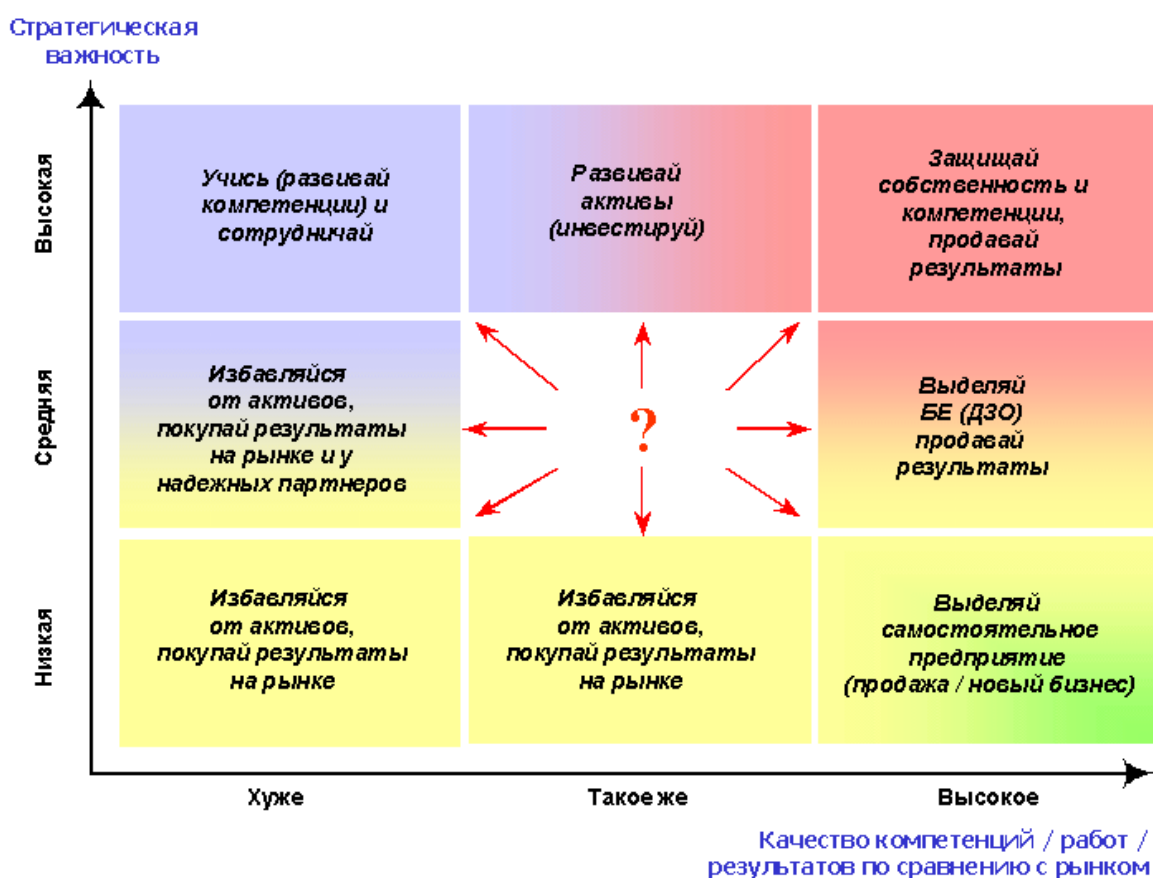 Стратегическая
важность
Высокая
Учись (развивай
компетенции) и
сотрудничай
Развивай
активы
(инвестируй)
Защищай
собственность и
компетенции,
продавай
результаты
Средняя
Избавляйся
от активов,
покупай результаты
на рынке и у
надежных партнеров
?
Выделяй
БЕ (ДЗО)
продавай
результаты
Низкая
Избавляйся
от активов,
покупай результаты
на рынке
Избавляйся
от активов,
покупай результаты
на рынке
Выделяй
самостоятельное
предприятие
(продажа / новый бизнес)
Хуже
Такое же
Высокое
Качество компетенций / работ /
результатов по сравнению с рынком